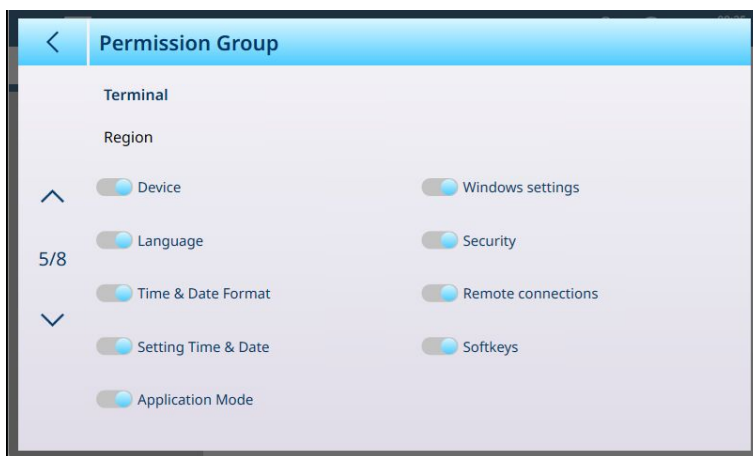 Permission Group
Terminal
Region
Device
Windows settings
Language
Security
5/8
Time & Date Format
Remote connections
Setting Time & Date
Softkeys
Application Mode